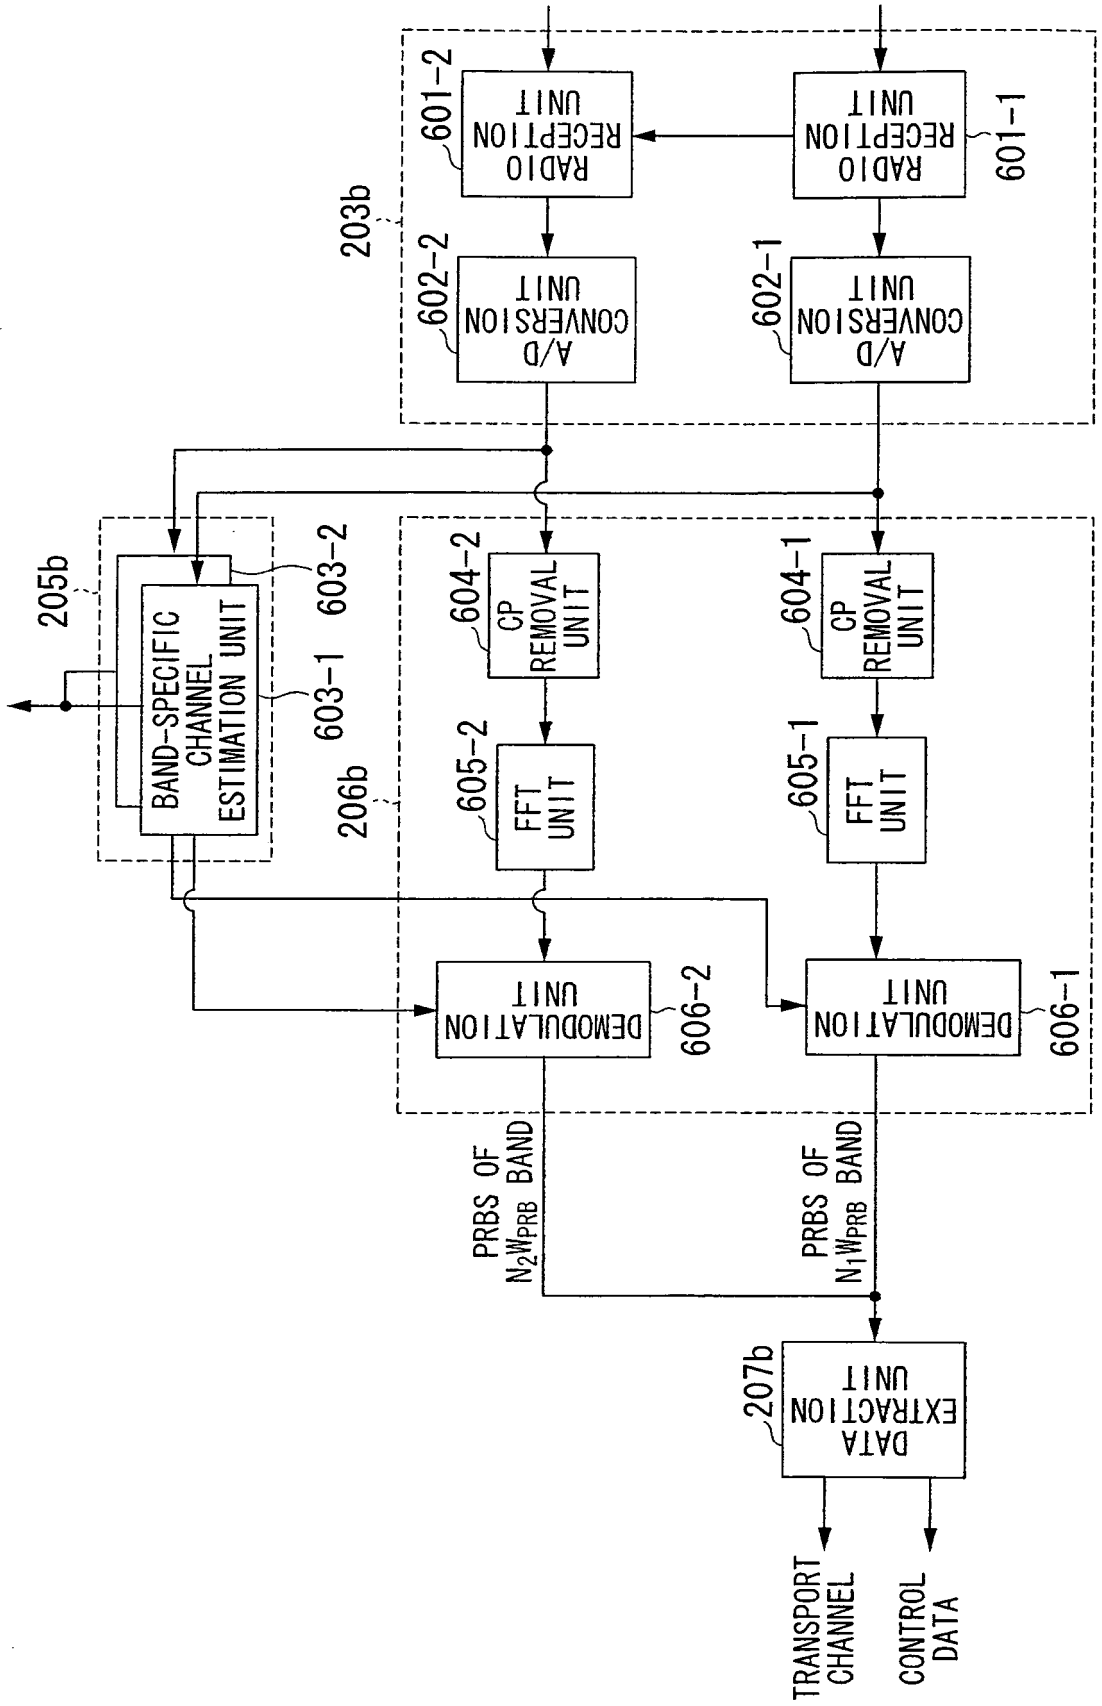 203b
601-2
RADIO
RECEPTION
UNIT
602-2
A/D
CONVERSION
UNIT
RADIO
RECEPTION
UNIT
601-1
602-1
A/D
CONVERSION
UNIT
205b
BAND-SPECIFIC
CHANNEL
ESTIMATION UNIT
603-2
603-1
206b
604-2
CP
REMOVAL
UNIT
605-2
FFT
UNIT
DEMODULATION
UNIT
606-2
604-1
CP
REMOVAL
UNIT
605-1
FFT
UNIT
DEMODULATION
UNIT
606-1
PRBS OF
N2WPRB BAND
PRBS OF
N1WPRB BAND
207b
DATA
EXTRACTION
UNIT
TRANSPORT
CHANNEL
CONTROL
DATA